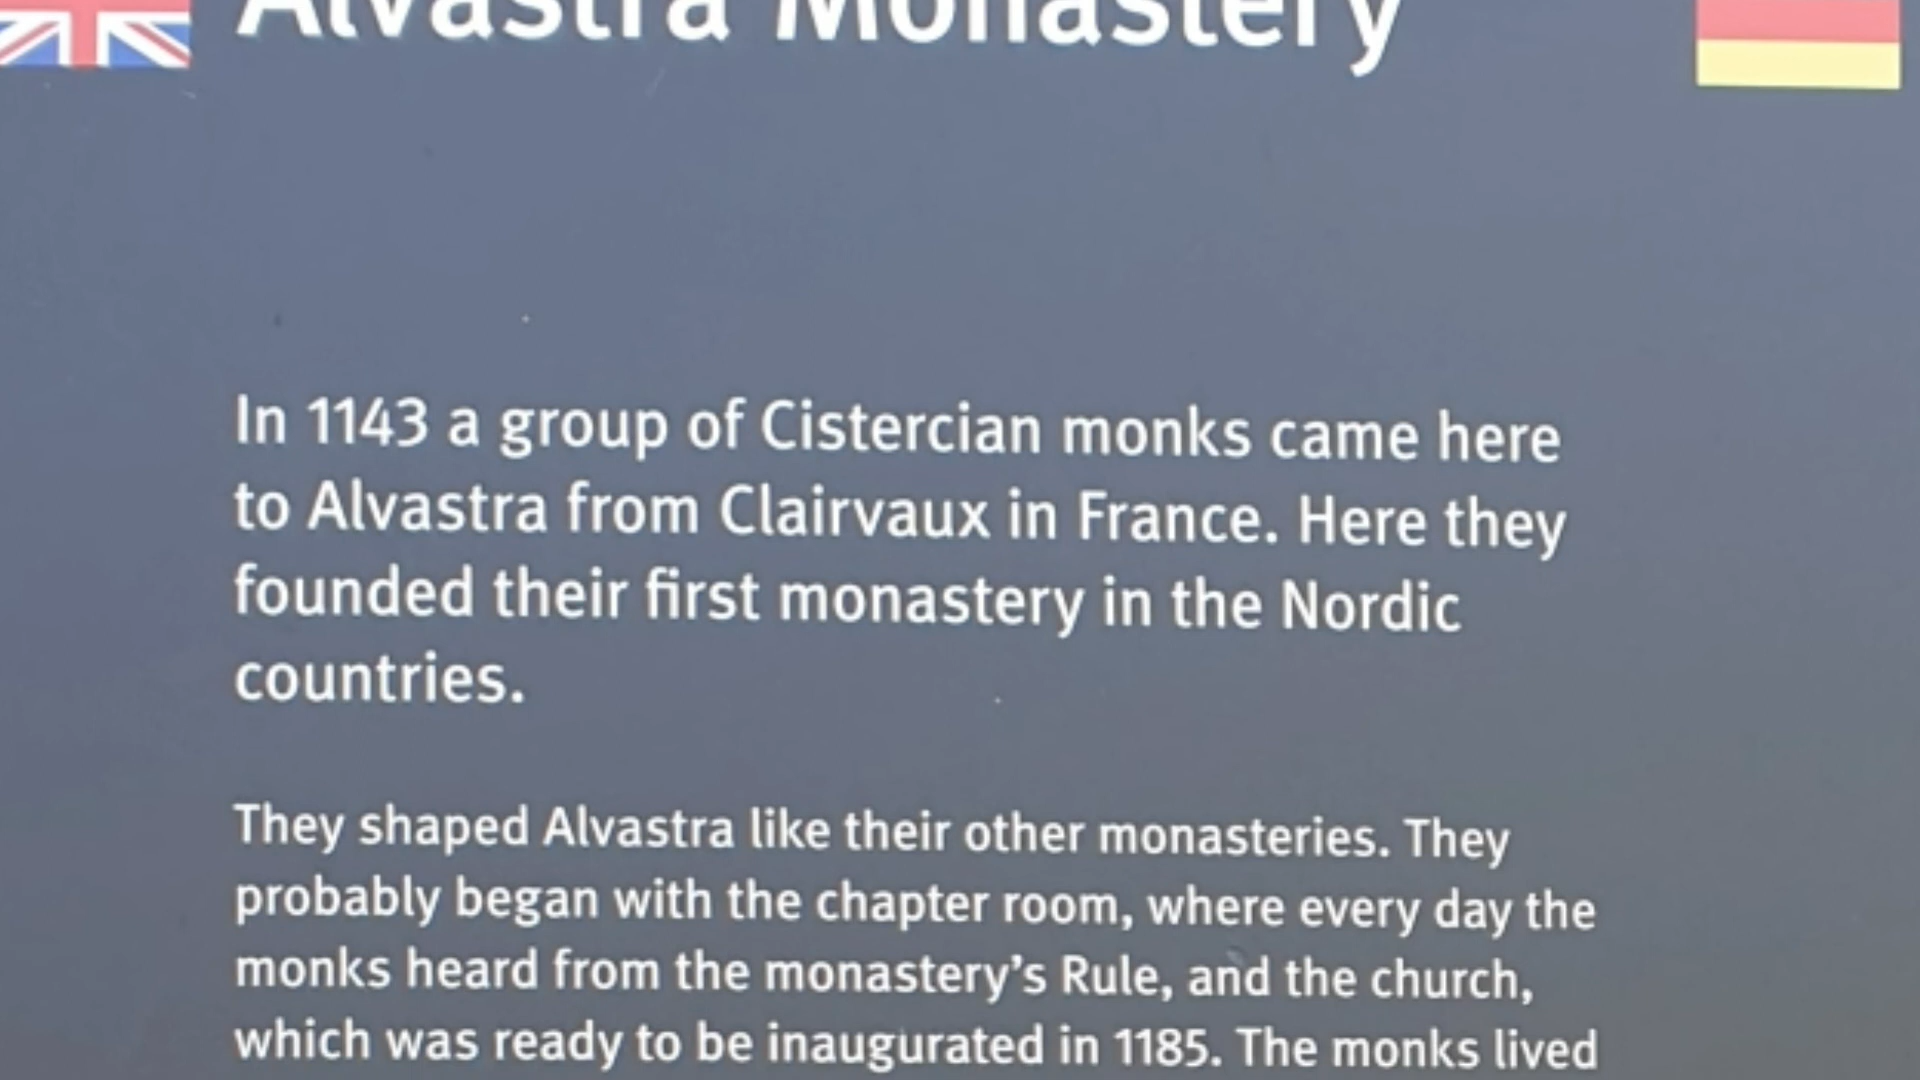 Alvastra Monastery
In 1143 a group of Cistercian monks came here
to Alvastra from Clairvaux in France. Here they
founded their first monastery in the Nordic
countries.
They shaped Alvastra like their other monasteries. They
probably began with the chapter room, where every day the
monks heard from the monastery’s Rule, and the church,
which was ready to be inaugurated in 1185. The monks lived